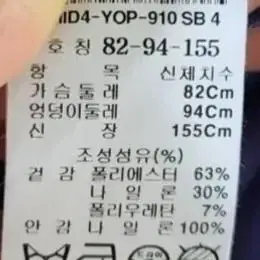 MID4-YOP-910 SB 4
호칭 82-94-155
항 목 신체치수
가슴둘레 82Cm
엉덩이둘레 94Cm
신 장 155Cm
조성섬유(%)
겉 감 폴리에스터 63%
나 일 론 30%
폴리우레탄 7%
안 감 나 일 론 100%